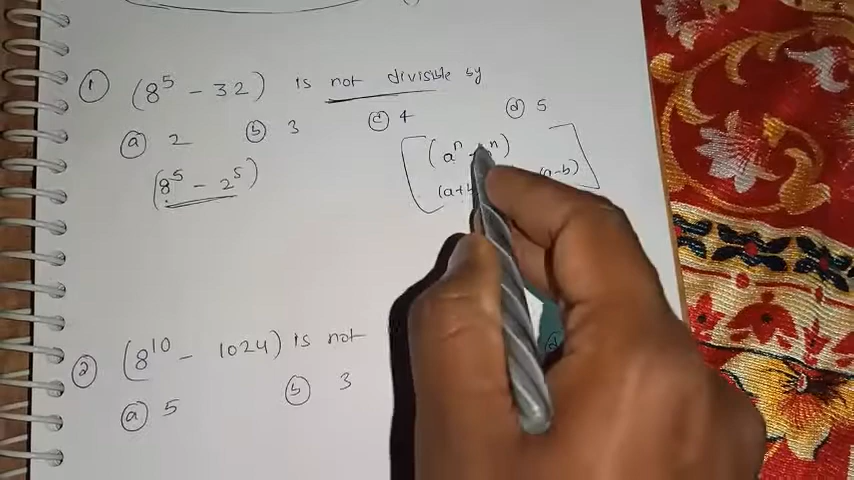 ① (8⁵ - 32) is not divisible by
ⓐ 2 ⓑ 3 ⓒ 4 ⓓ 5
(8⁵ - 2⁵) (aⁿ - ⁿ)
(a+b (a-b)
② (8¹⁰ - 1024) is not
ⓐ 5 ⓑ 3 ⓓ